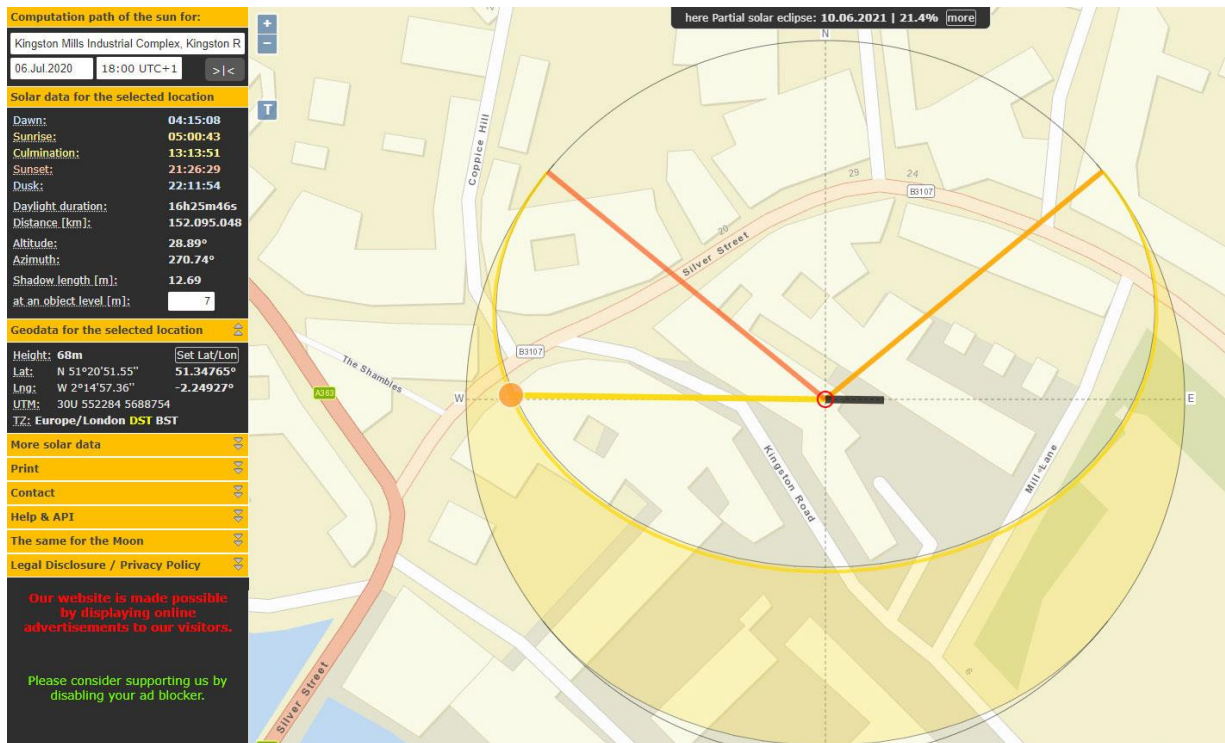 Computation path of the sun for:
Kingston Mills Industrial Complex, Kingston R
06.Jul.2020 18:00 UTC+1 >|<
Solar data for the selected location
Dawn: 04:15:08
Sunrise: 05:00:43
Culmination: 13:13:51
Sunset: 21:26:29
Dusk: 22:11:54
Daylight duration: 16h25m46s
Distance [km]: 152.095.048
Altitude: 28.89°
Azimuth: 270.74°
Shadow length [m]: 12.69
at an object level [m]: 7
Geodata for the selected location
Height: 68m Set Lat/Lon
Lat: N 51°20'51.55'' 51.34765°
Lng: W 2°14'57.36'' -2.24927°
UTM: 30U 552284 5688754
TZ: Europe/London DST BST
More solar data
Print
Contact
Help & API
The same for the Moon
Legal Disclosure / Privacy Policy
Our website is made possible
by displaying online
advertisements to our visitors.
Please consider supporting us by
disabling your ad blocker.
+
−
T
here Partial solar eclipse: 10.06.2021 | 21.4% more
N
Coppice Hill
29
24
B3107
20
Silver Street
B3107
The Shambles
A363
W
E
Kingston Road
Mill Lane
Silver Street
6